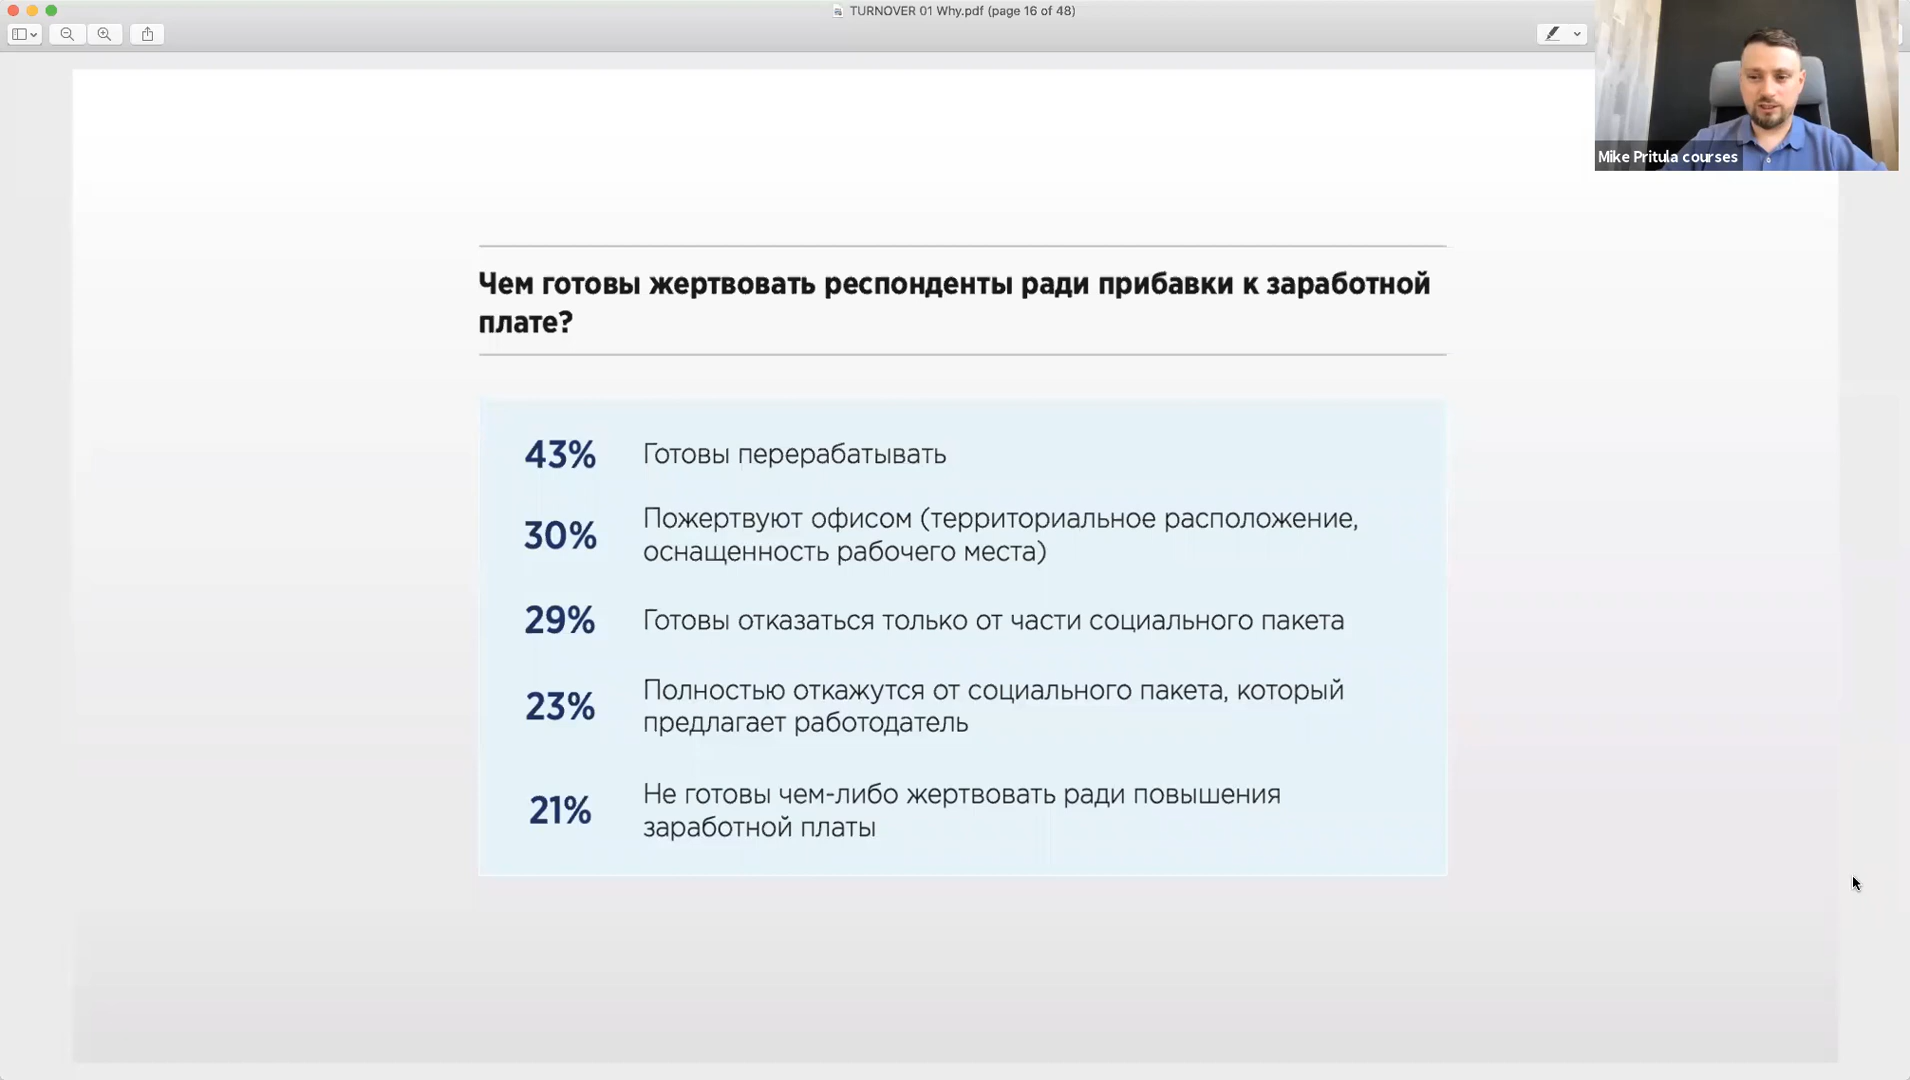 TURNOVER 01 Why.pdf (page 16 of 48)
Mike Pritula courses
Чем готовы жертвовать респонденты ради прибавки к заработной
плате?
43% Готовы перерабатывать
30% Пожертвуют офисом (территориальное расположение,
оснащенность рабочего места)
29% Готовы отказаться только от части социального пакета
23% Полностью откажутся от социального пакета, который
предлагает работодатель
21% Не готовы чем-либо жертвовать ради повышения
заработной платы